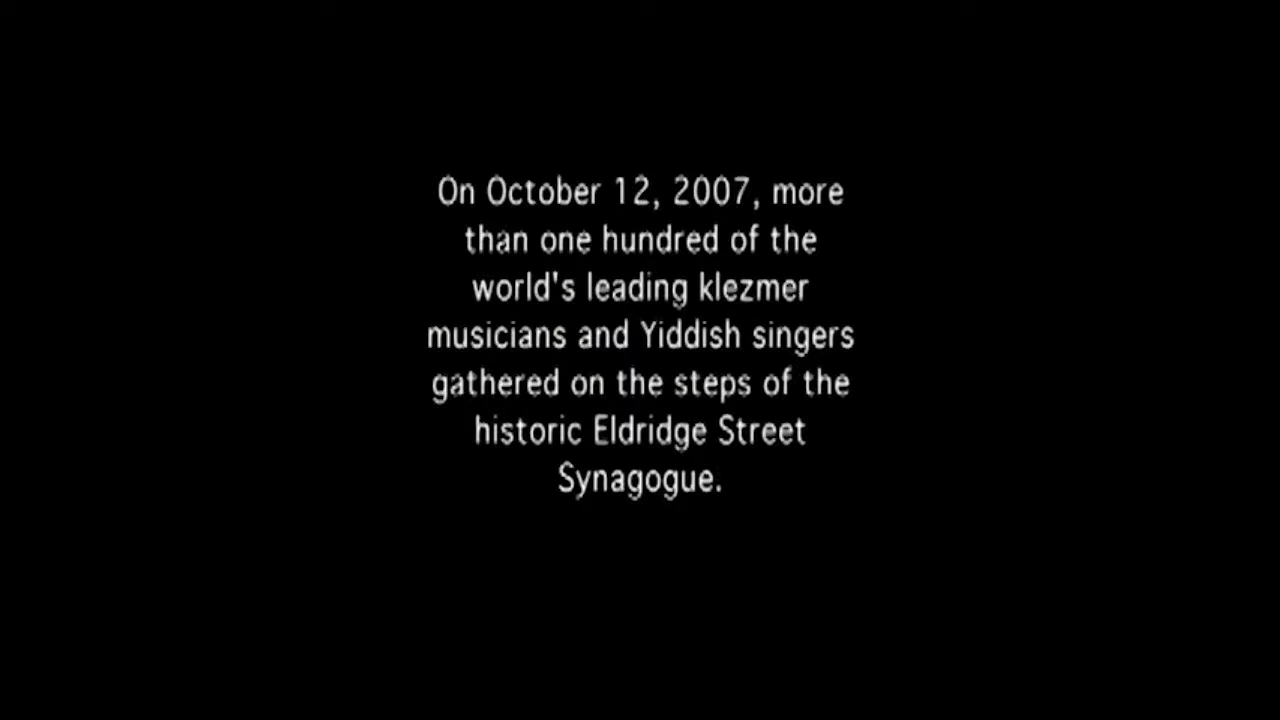 On October 12, 2007, more
than one hundred of the
world's leading klezmer
musicians and Yiddish singers
gathered on the steps of the
historic Eldridge Street
Synagogue.